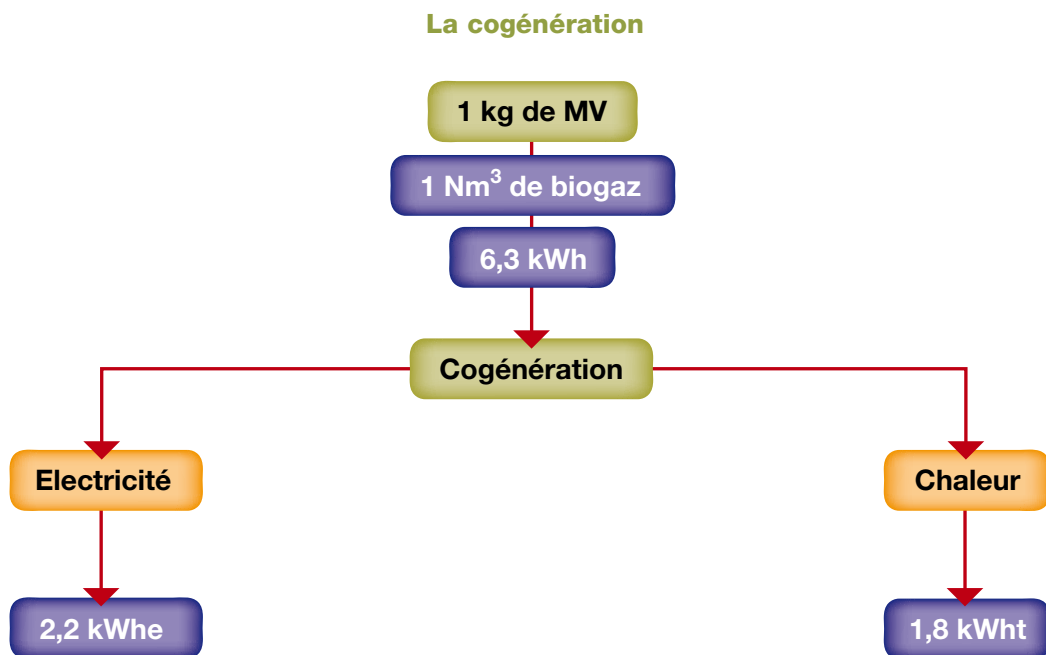 La cogénération
1 kg de MV
1 Nm³ de biogaz
6,3 kWh
Cogénération
Electricité
Chaleur
2,2 kWhe
1,8 kWht